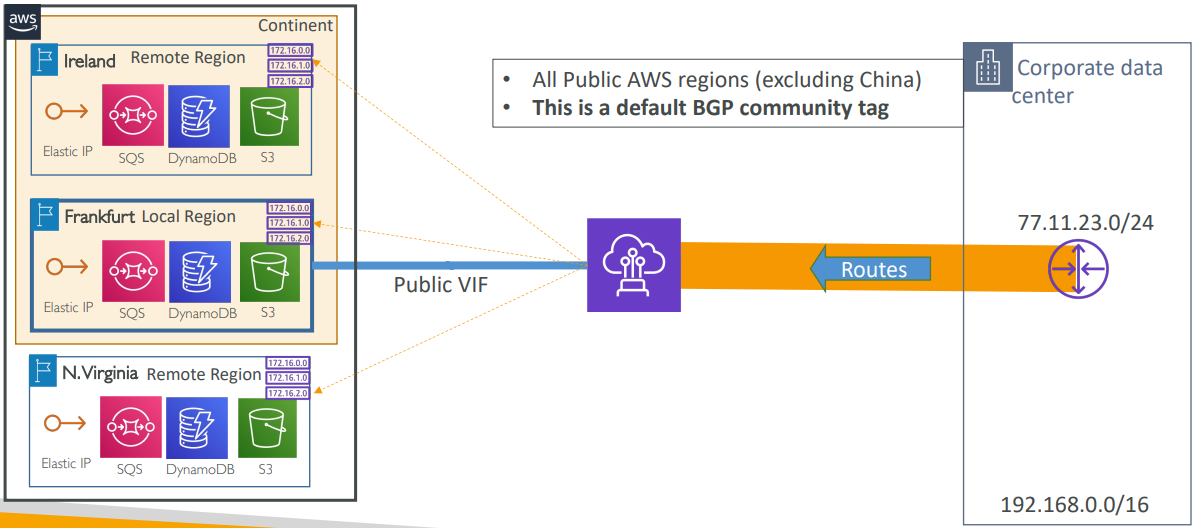 aws
Continent
Ireland Remote Region
172.16.0.0
172.16.1.0
172.16.2.0
Elastic IP
SQS
DynamoDB
S3
Frankfurt Local Region
172.16.0.0
172.16.1.0
172.16.2.0
Elastic IP
SQS
DynamoDB
S3
N.Virginia Remote Region
172.16.0.0
172.16.1.0
172.16.2.0
Elastic IP
SQS
DynamoDB
S3
Public VIF
• All Public AWS regions (excluding China)
• This is a default BGP community tag
Routes
Corporate data
center
77.11.23.0/24
192.168.0.0/16